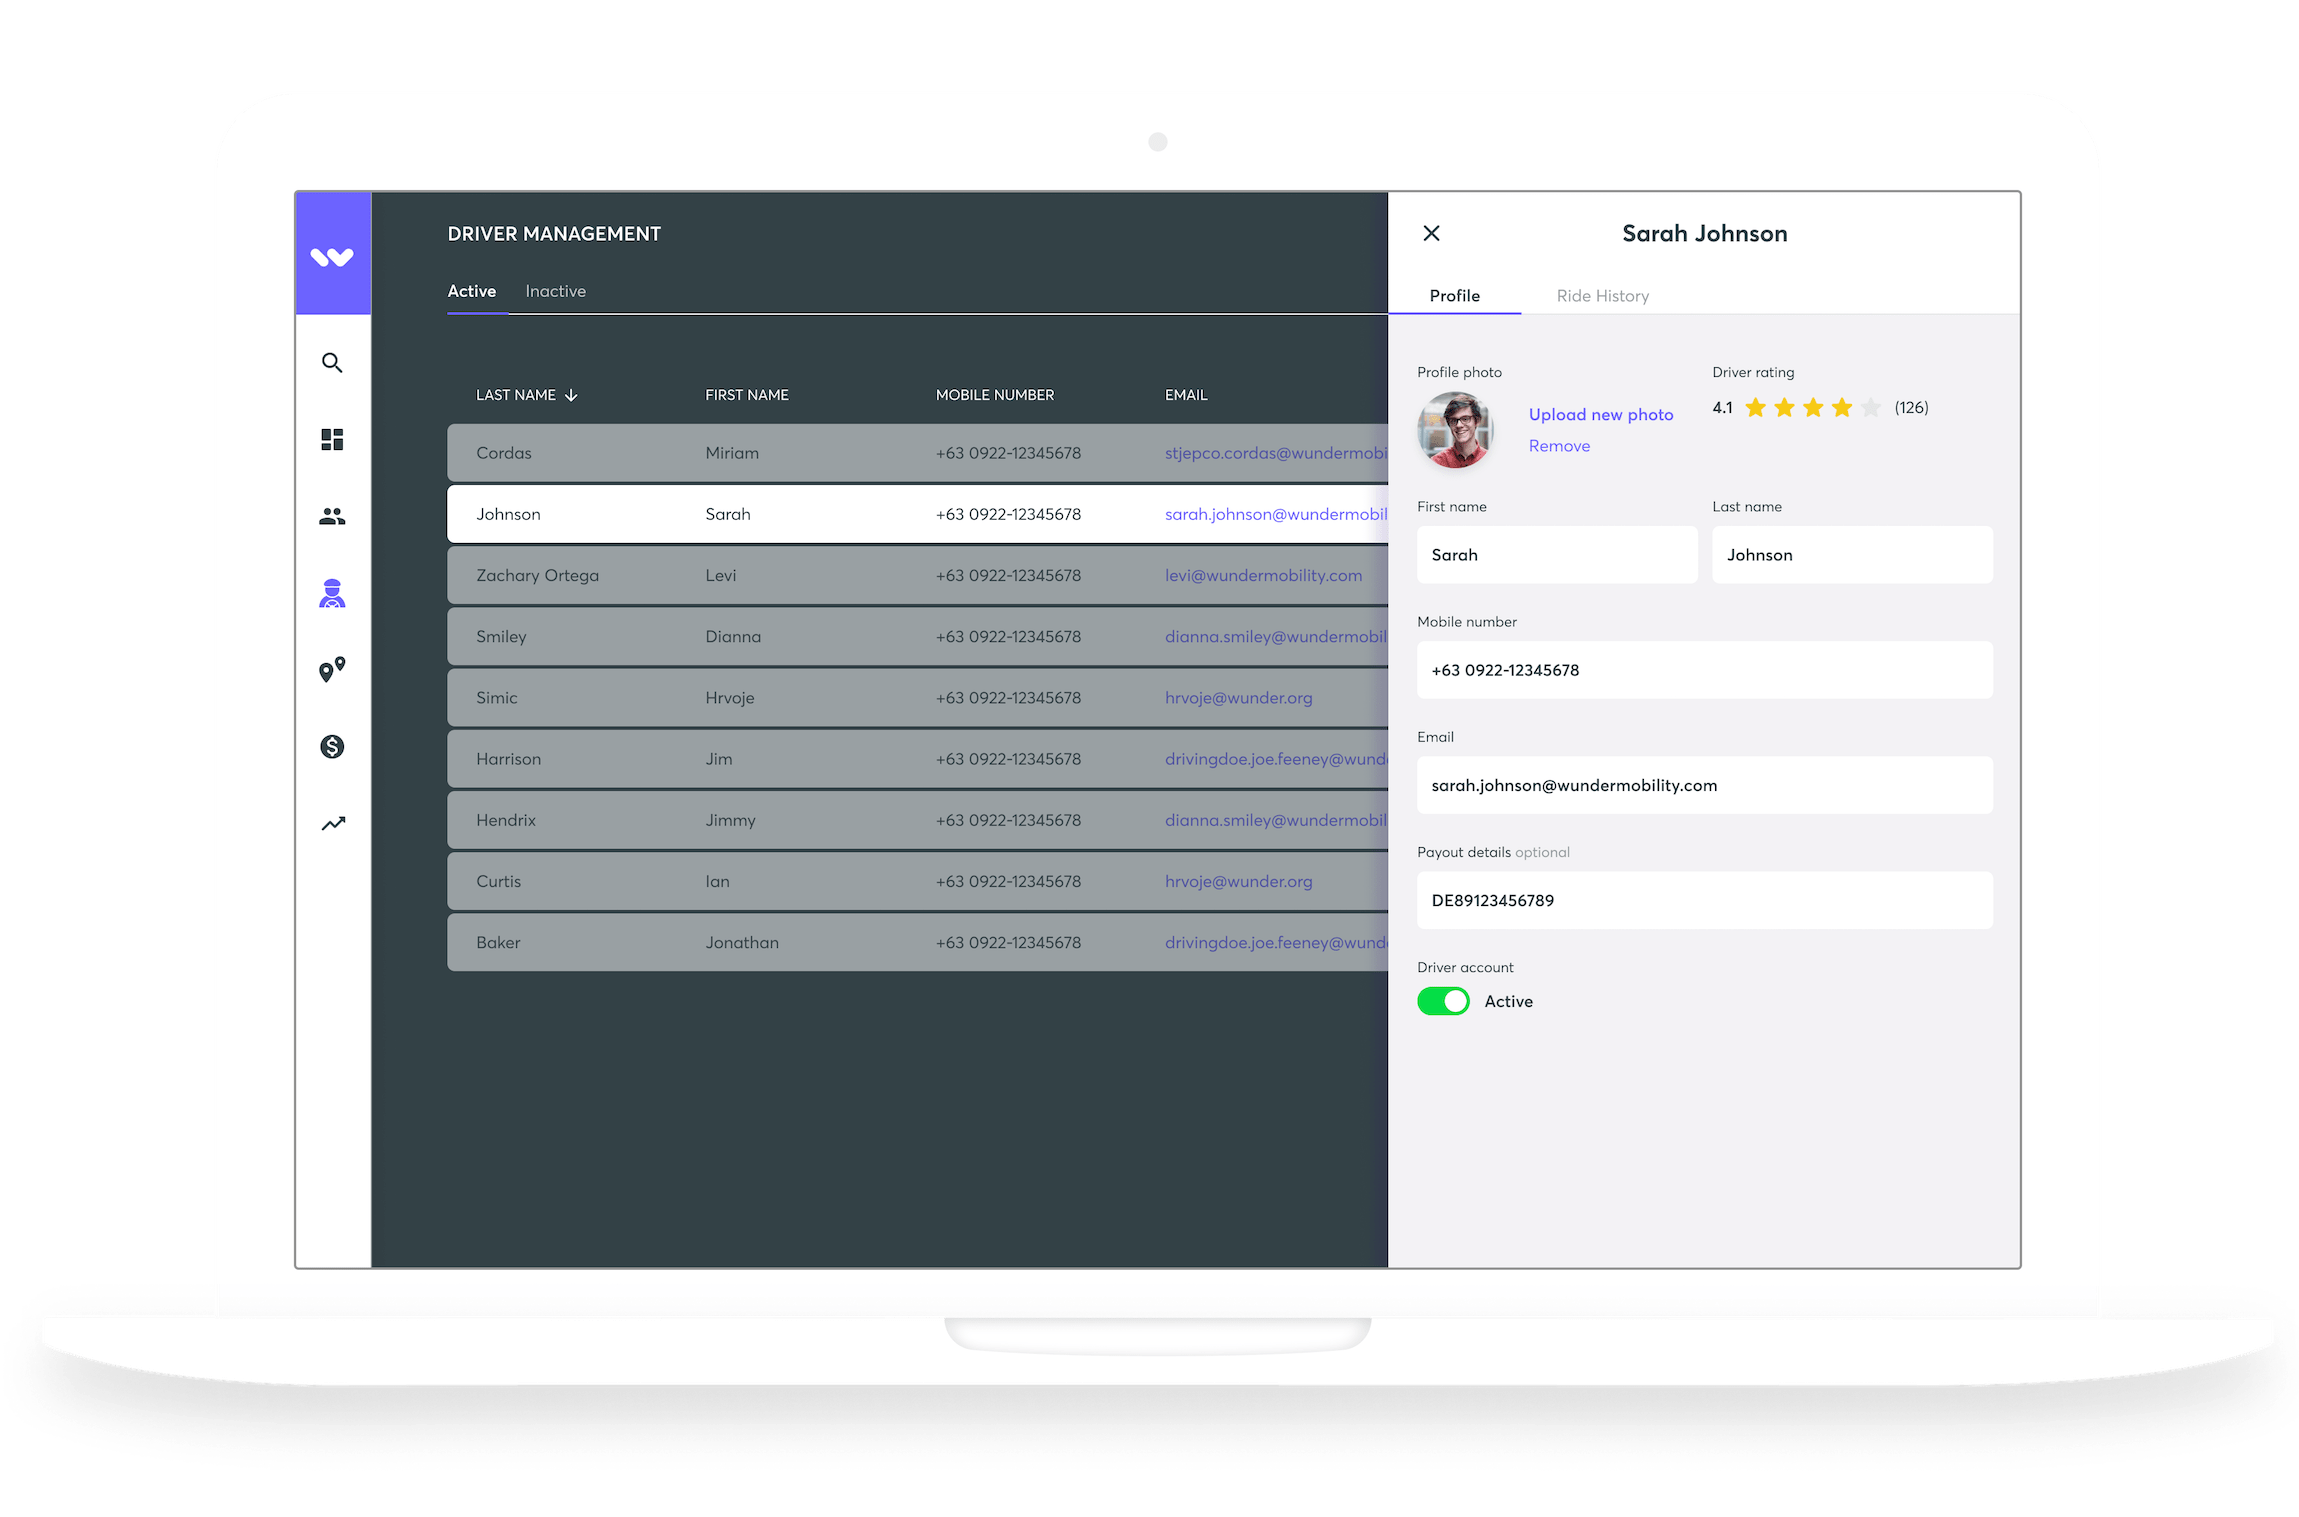 DRIVER MANAGEMENT
Active Inactive
LAST NAME FIRST NAME MOBILE NUMBER EMAIL
Cordas Miriam +63 0922-12345678 stjepco.cordas@wundermobi
Johnson Sarah +63 0922-12345678 sarah.johnson@wundermobil
Zachary Ortega Levi +63 0922-12345678 levi@wundermobility.com
Smiley Dianna +63 0922-12345678 dianna.smiley@wundermobil
Simic Hrvoje +63 0922-12345678 hrvoje@wunder.org
Harrison Jim +63 0922-12345678 drivingdoe.joe.feeney@wund
Hendrix Jimmy +63 0922-12345678 dianna.smiley@wundermobil
Curtis Ian +63 0922-12345678 hrvoje@wunder.org
Baker Jonathan +63 0922-12345678 drivingdoe.joe.feeney@wund
Sarah Johnson
Profile Ride History
Profile photo Driver rating
Upload new photo 4.1 (126)
Remove
First name Last name
Sarah Johnson
Mobile number
+63 0922-12345678
Email
sarah.johnson@wundermobility.com
Payout details optional
DE89123456789
Driver account
Active